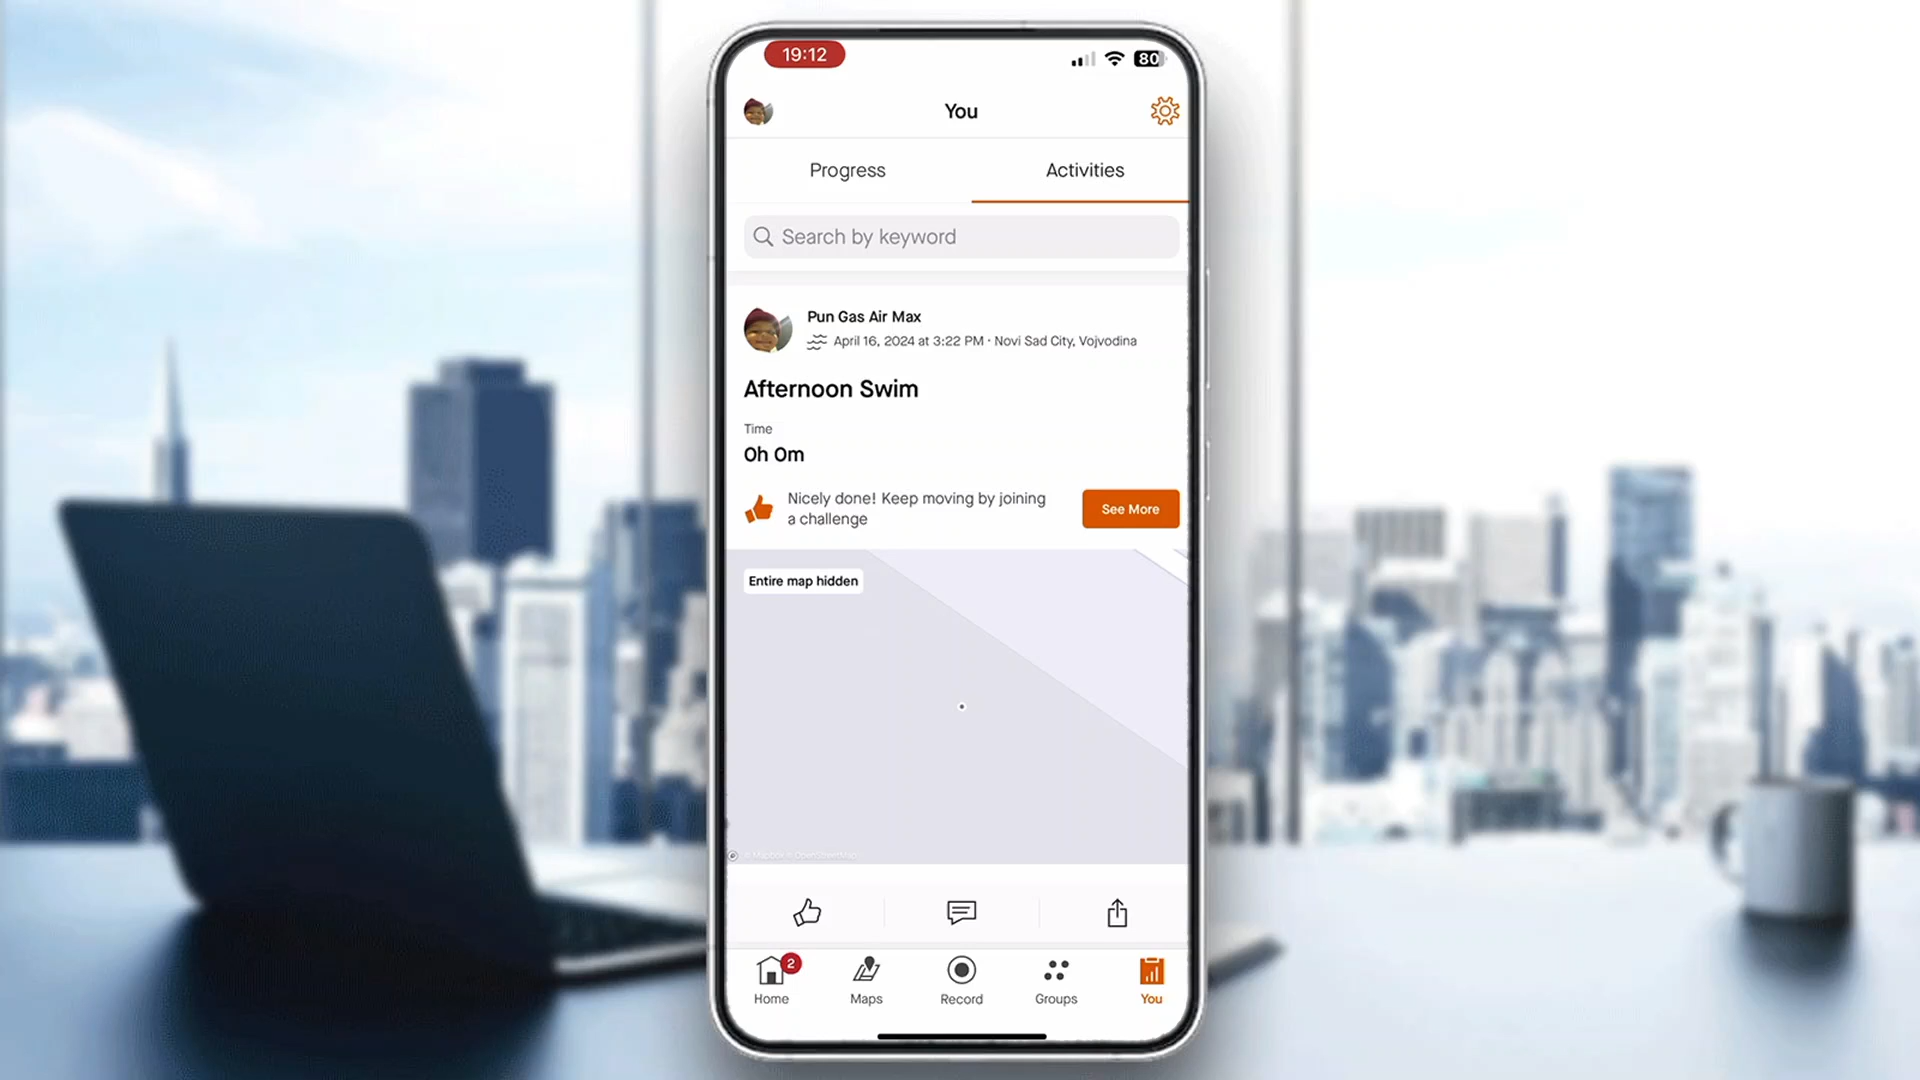 19:12
80
You
Progress
Activities
Search by keyword
Pun Gas Air Max
April 16, 2024 at 3:22 PM · Novi Sad City, Vojvodina
Afternoon Swim
Time
0h 0m
Nicely done! Keep moving by joining
a challenge
See More
Entire map hidden
© Mapbox © OpenStreetMap
2
Home
Maps
Record
Groups
You